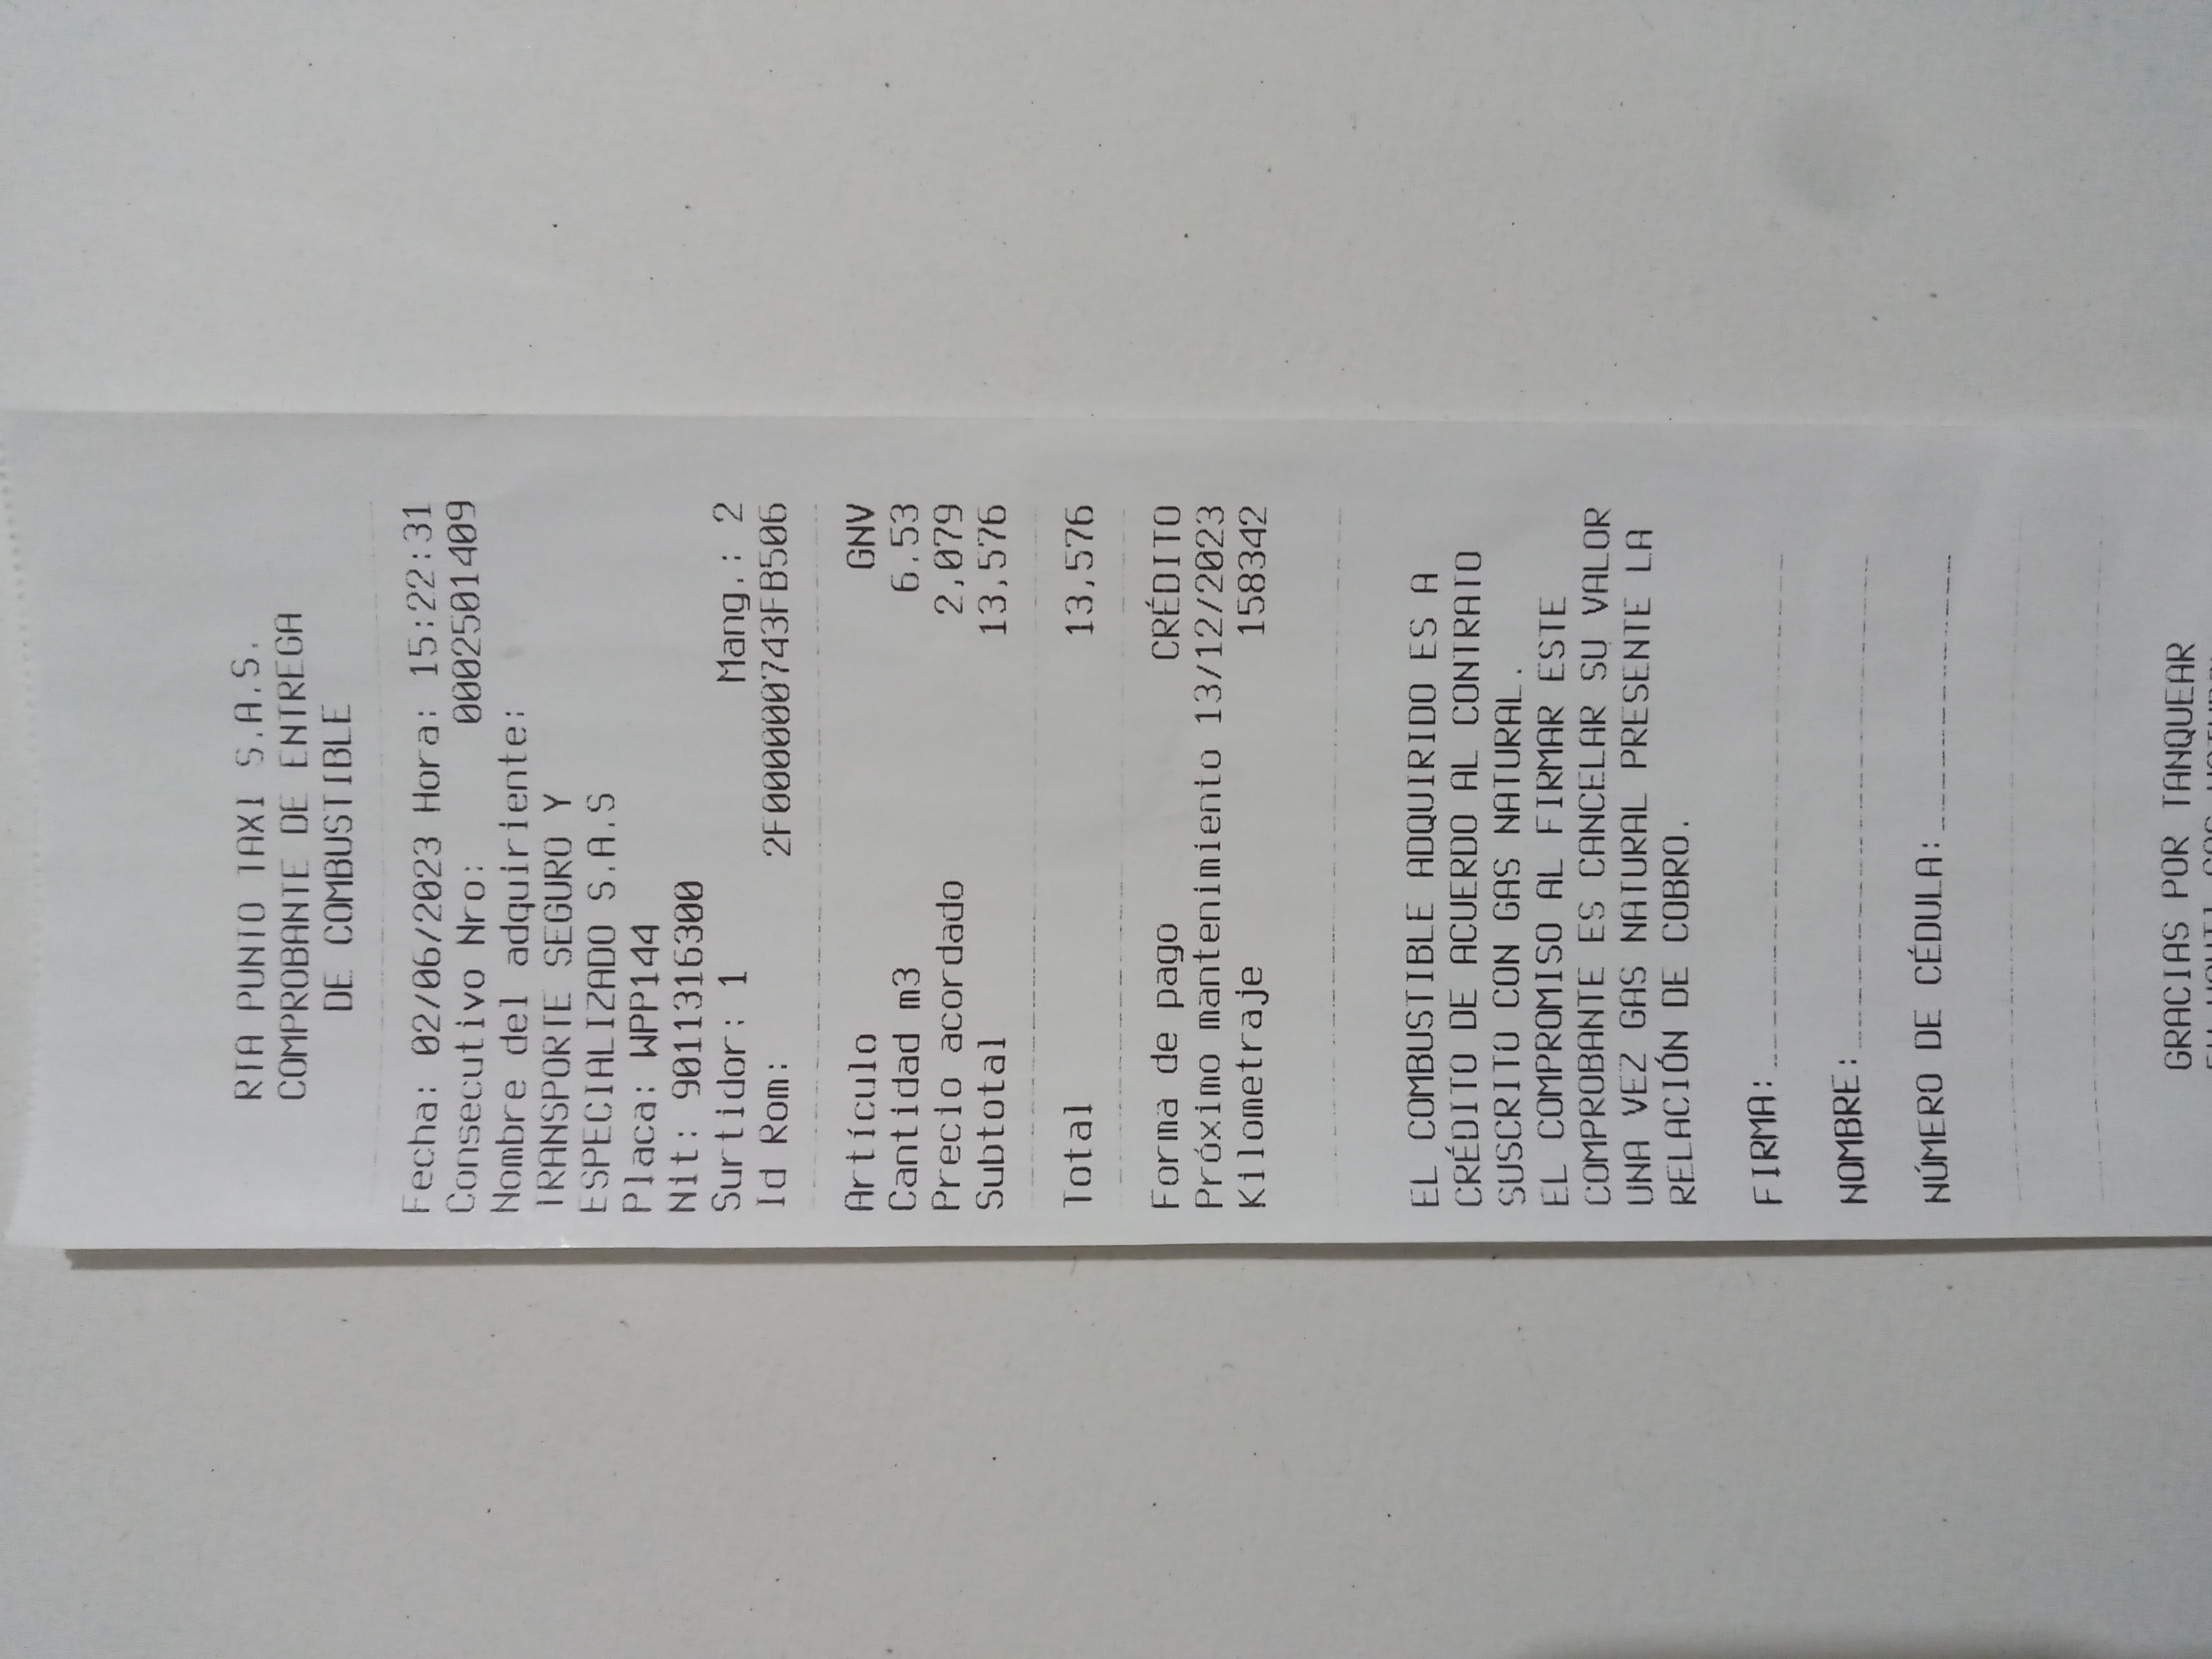 RTA PUNTO TAXI S.A.S.
COMPROBANTE DE ENTREGA
DE COMBUSTIBLE
Fecha: 02/06/2023 Hora: 15:22:31
Consecutivo Nro: 0002501409
Nombre del adquiriente:
TRANSPORTE SEGURO Y
ESPECIALIZADO S.A.S
Placa: WPP144
Nit: 9011316300
Surtidor: 1 Mang.: 2
Id Rom: 2F00000743FB506
Artículo GNV
Cantidad m3 6.53
Precio acordado 2,079
Subtotal 13,576
Total 13,576
Forma de pago CRÉDITO
Próximo mantenimiento 13/12/2023
Kilometraje 158342
EL COMBUSTIBLE ADQUIRIDO ES A
CRÉDITO DE ACUERDO AL CONTRATO
SUSCRITO CON GAS NATURAL.
EL COMPROMISO AL FIRMAR ESTE
COMPROBANTE ES CANCELAR SU VALOR
UNA VEZ GAS NATURAL PRESENTE LA
RELACIÓN DE COBRO.
FIRMA:
NOMBRE:
NÚMERO DE CÉDULA:
GRACIAS POR TANQUEAR